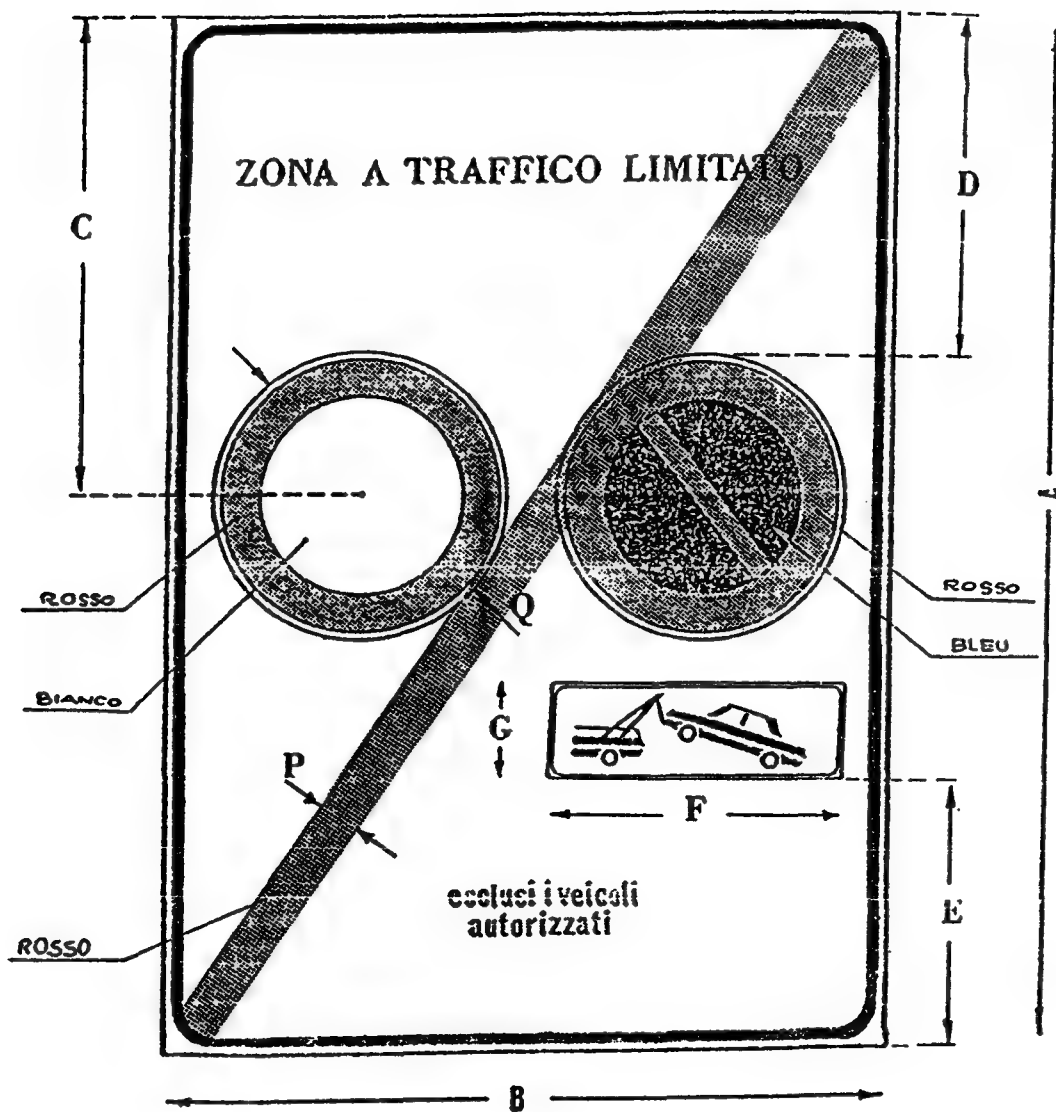 ZONA A TRAFFICO LIMITATO
C
D
A
ROSSO
Q
ROSSO
BLEU
BIANCO
G
P
F
esclusi i veicoli
autorizzati
E
ROSSO
B